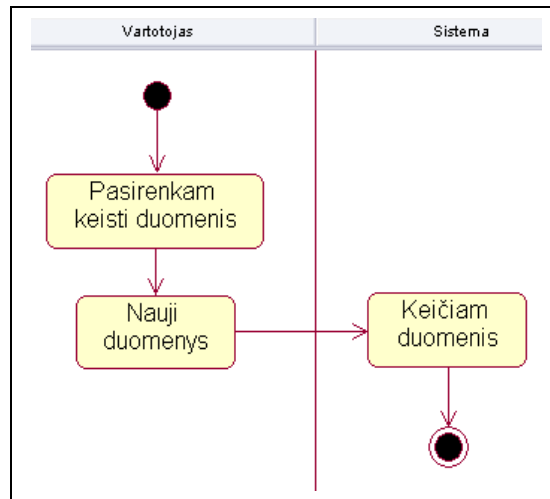 Vartotojas
Sistema
Pasirenkam
keisti duomenis
Nauji
duomenys
Keičiam
duomenis